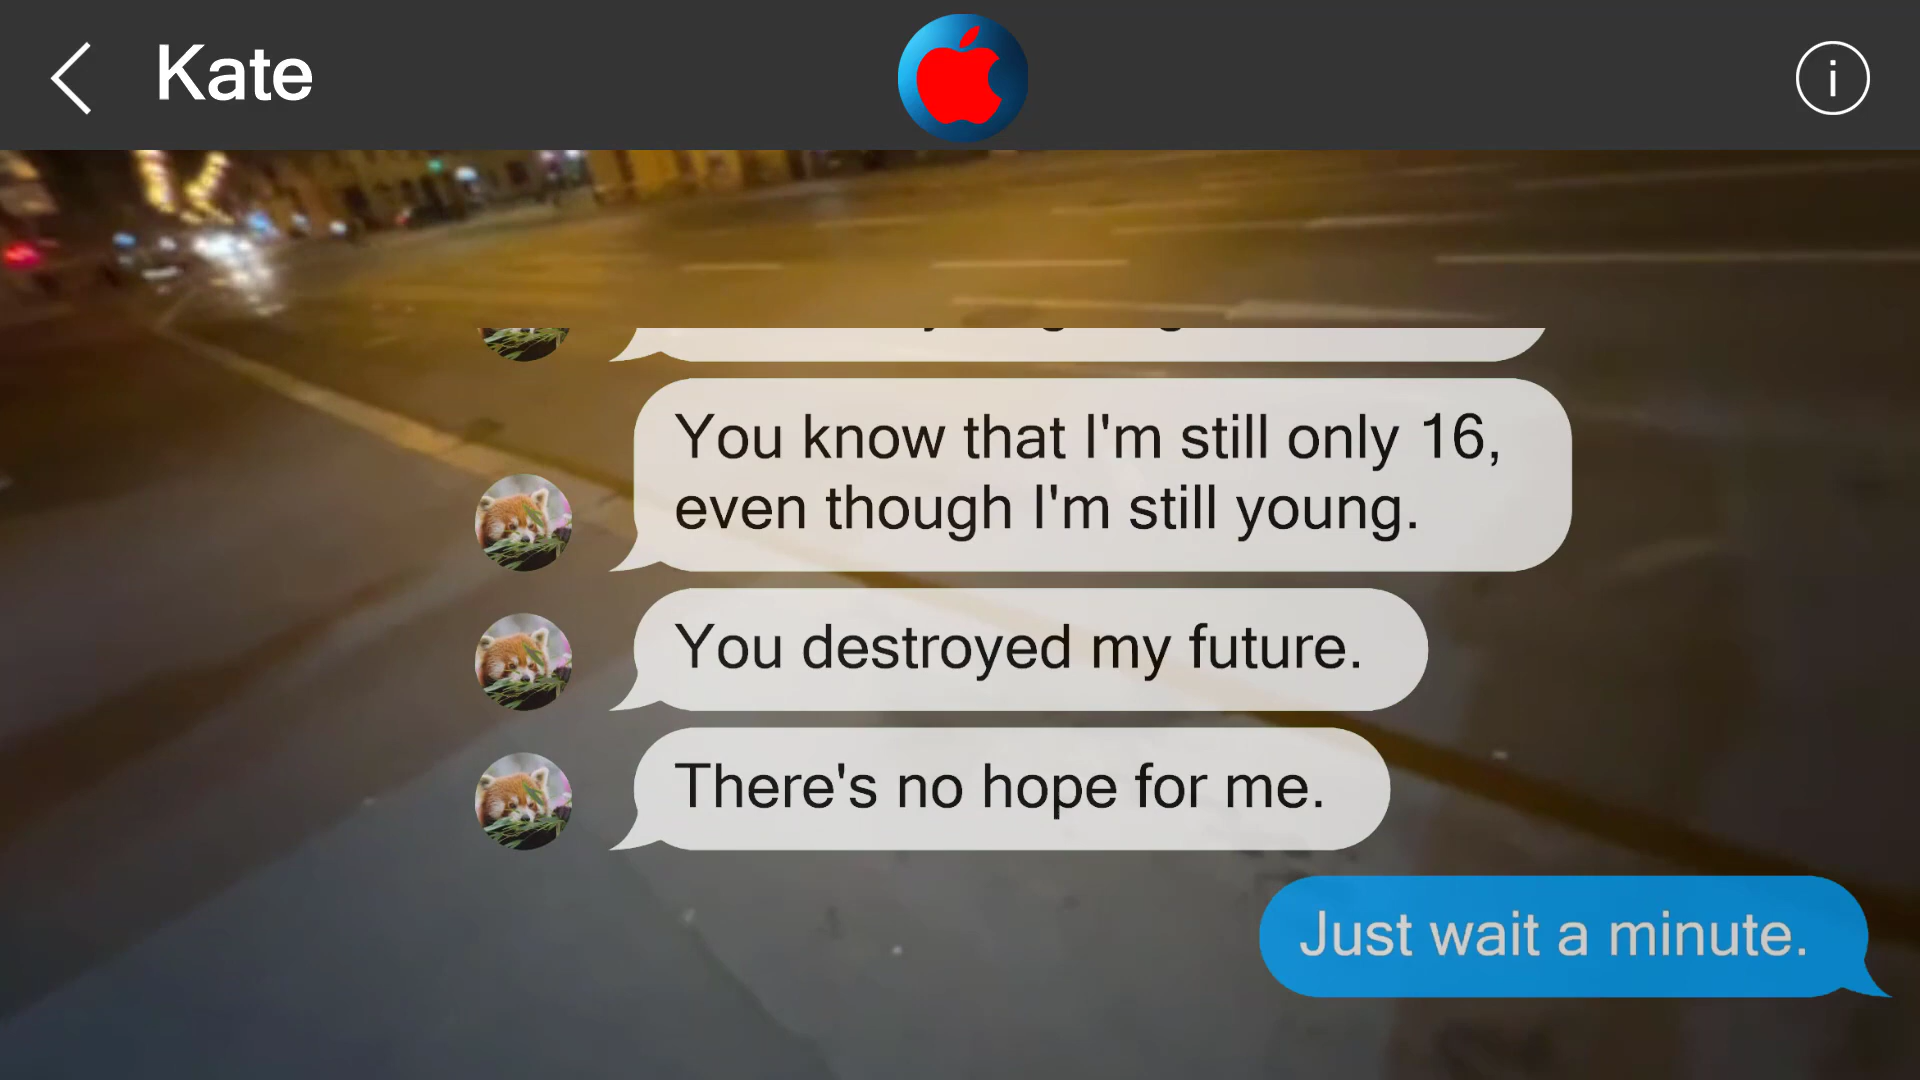 Kate
i
You know that I'm still only 16,
even though I'm still young.
You destroyed my future.
There's no hope for me.
Just wait a minute.